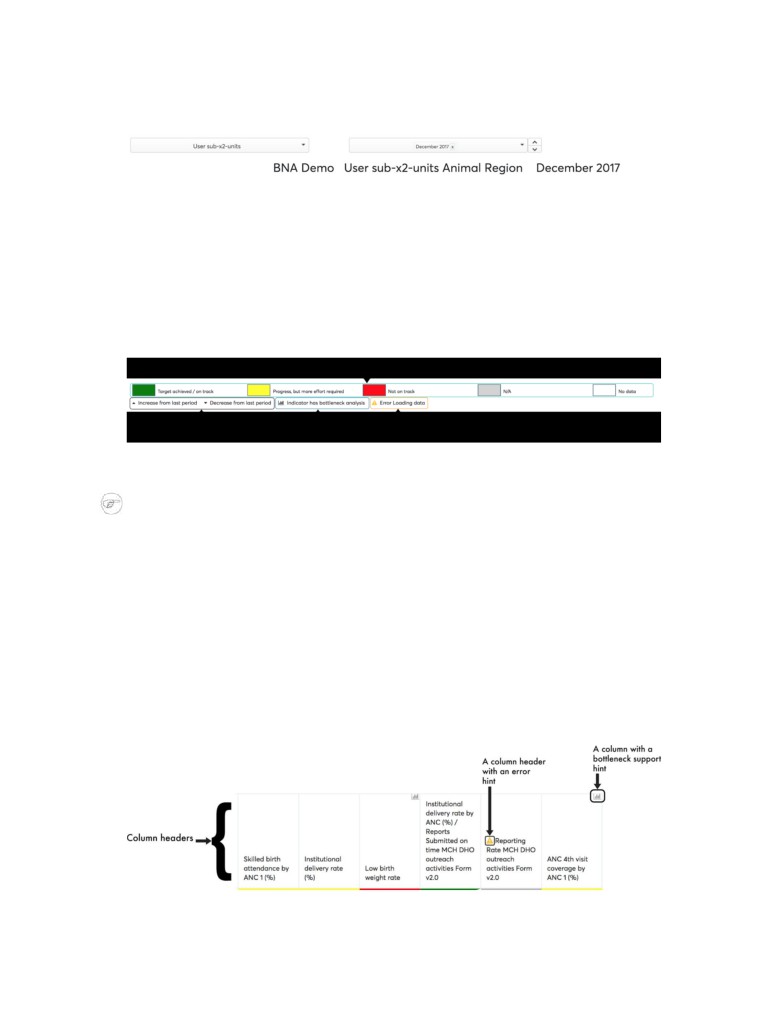 User sub-x2-units
December 2017 x
BNA Demo User sub-x2-units Animal Region December 2017
Target achieved / on track
Progress, but more effort required
Not on track
N/A
No data
Increase from last period
Decrease from last period
Indicator has bottleneck analysis
Error Loading data
A column with a
bottleneck support
hint
A column header
with an error
hint
Column headers
Skilled birth
attendance by
ANC 1 (%)
Institutional
delivery rate
(%)
Low birth
weight rate
Institutional
delivery rate by
ANC (%) /
Reports
Submitted on
time MCH DHO
outreach
activities Form
v2.0
Reporting
Rate MCH DHO
outreach
activities Form
v2.0
ANC 4th visit
coverage by
ANC 1 (%)